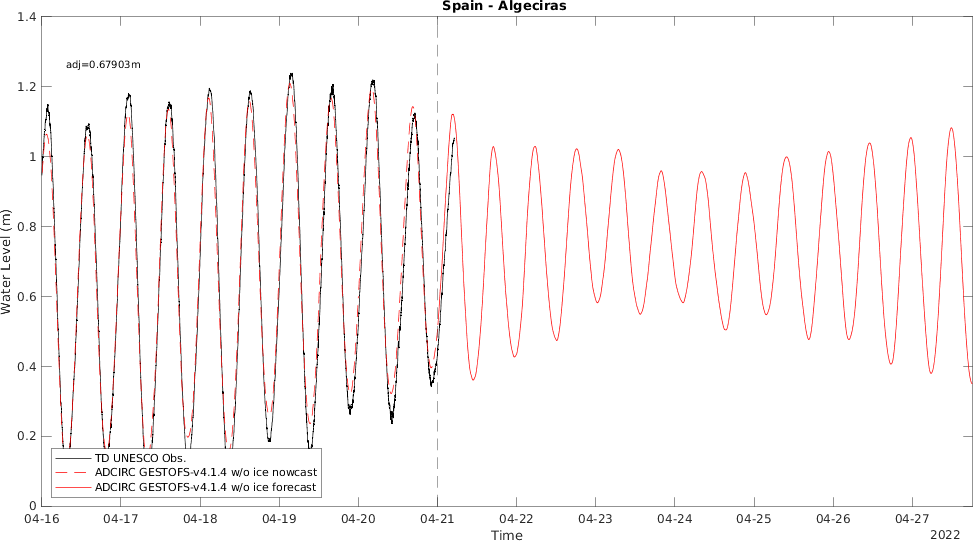 Spain - Algeciras
adj=0.67903m
1.4
1.2
1
0.8
0.6
0.4
0.2
0
Water Level (m)
TD UNESCO Obs.
ADCIRC GESTOFS-v4.1.4 w/o ice nowcast
ADCIRC GESTOFS-v4.1.4 w/o ice forecast
04-16 04-17 04-18 04-19 04-20 04-21 04-22 04-23 04-24 04-25 04-26 04-27
Time
2022